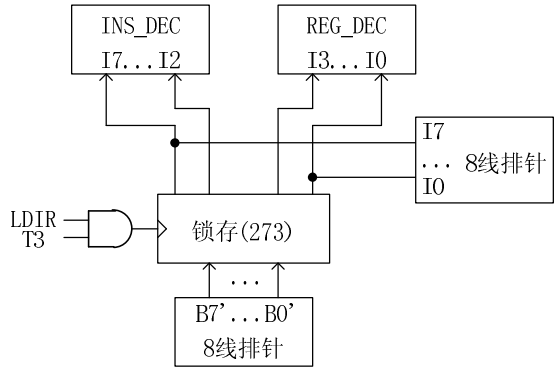 INS_DEC
I7...I2
REG_DEC
I3...I0
I7
... 8线排针
I0
LDIR
T3
锁存(273)
...
B7'...B0'
8线排针